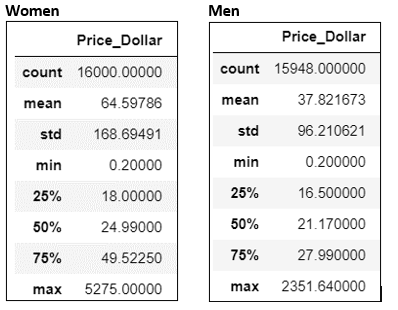 Women
Price_Dollar
count 16000.00000
mean 64.59786
std 168.69491
min 0.20000
25% 18.00000
50% 24.99000
75% 49.52250
max 5275.00000
Men
Price_Dollar
count 15948.000000
mean 37.821673
std 96.210621
min 0.200000
25% 16.500000
50% 21.170000
75% 27.990000
max 2351.640000